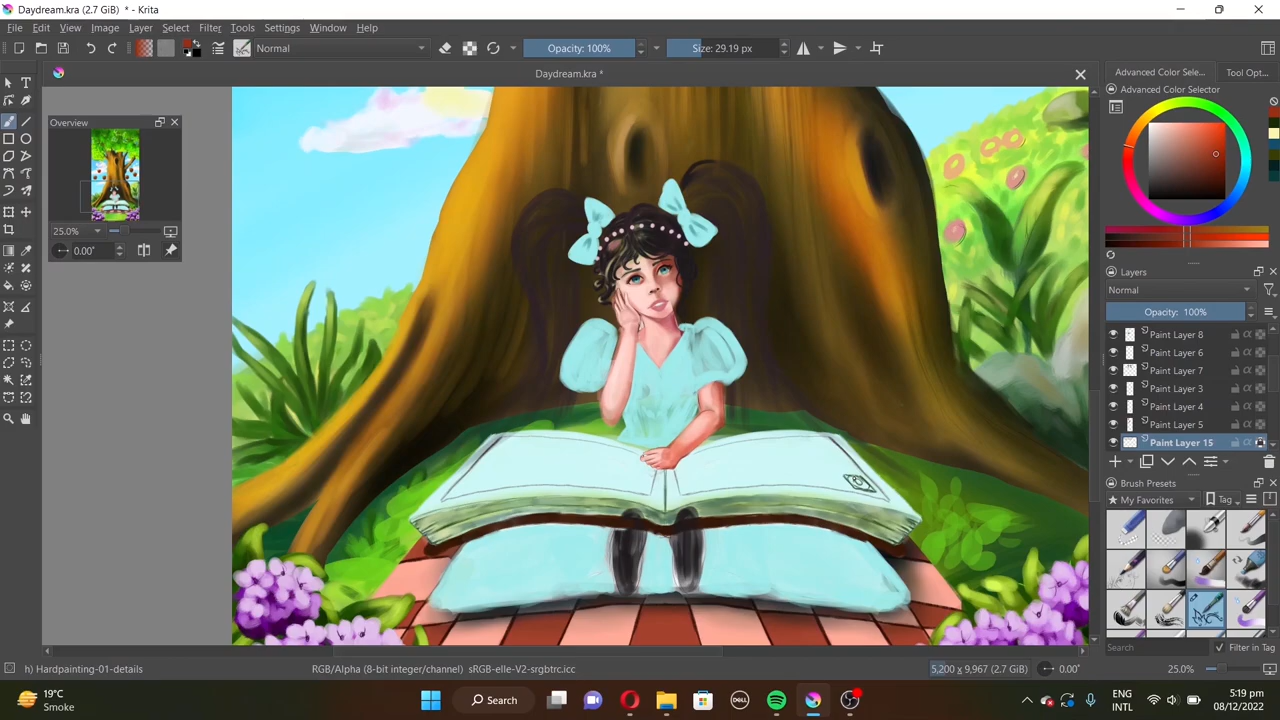 Daydream.kra (2.7 GiB) * - Krita
File Edit View Image Layer Select Filter Tools Settings Window Help
Normal
Opacity: 100%
Size: 29.19 px
Daydream.kra *
Advanced Color Sele...
Tool Opt...
Advanced Color Selector
Overview
25.0%
0.00°
Layers
Normal
Opacity: 100%
Paint Layer 8
Paint Layer 6
Paint Layer 7
Paint Layer 3
Paint Layer 4
Paint Layer 5
Paint Layer 15
Brush Presets
My Favorites
Tag
Search
Filter in Tag
h) Hardpainting-01-details
RGB/Alpha (8-bit integer/channel) sRGB-elle-V2-srgbtrc.icc
5,200 x 9,967 (2.7 GiB)
0.00°
25.0%
19°C
Smoke
Search
DELL
ENG
INTL
5:19 pm
08/12/2022